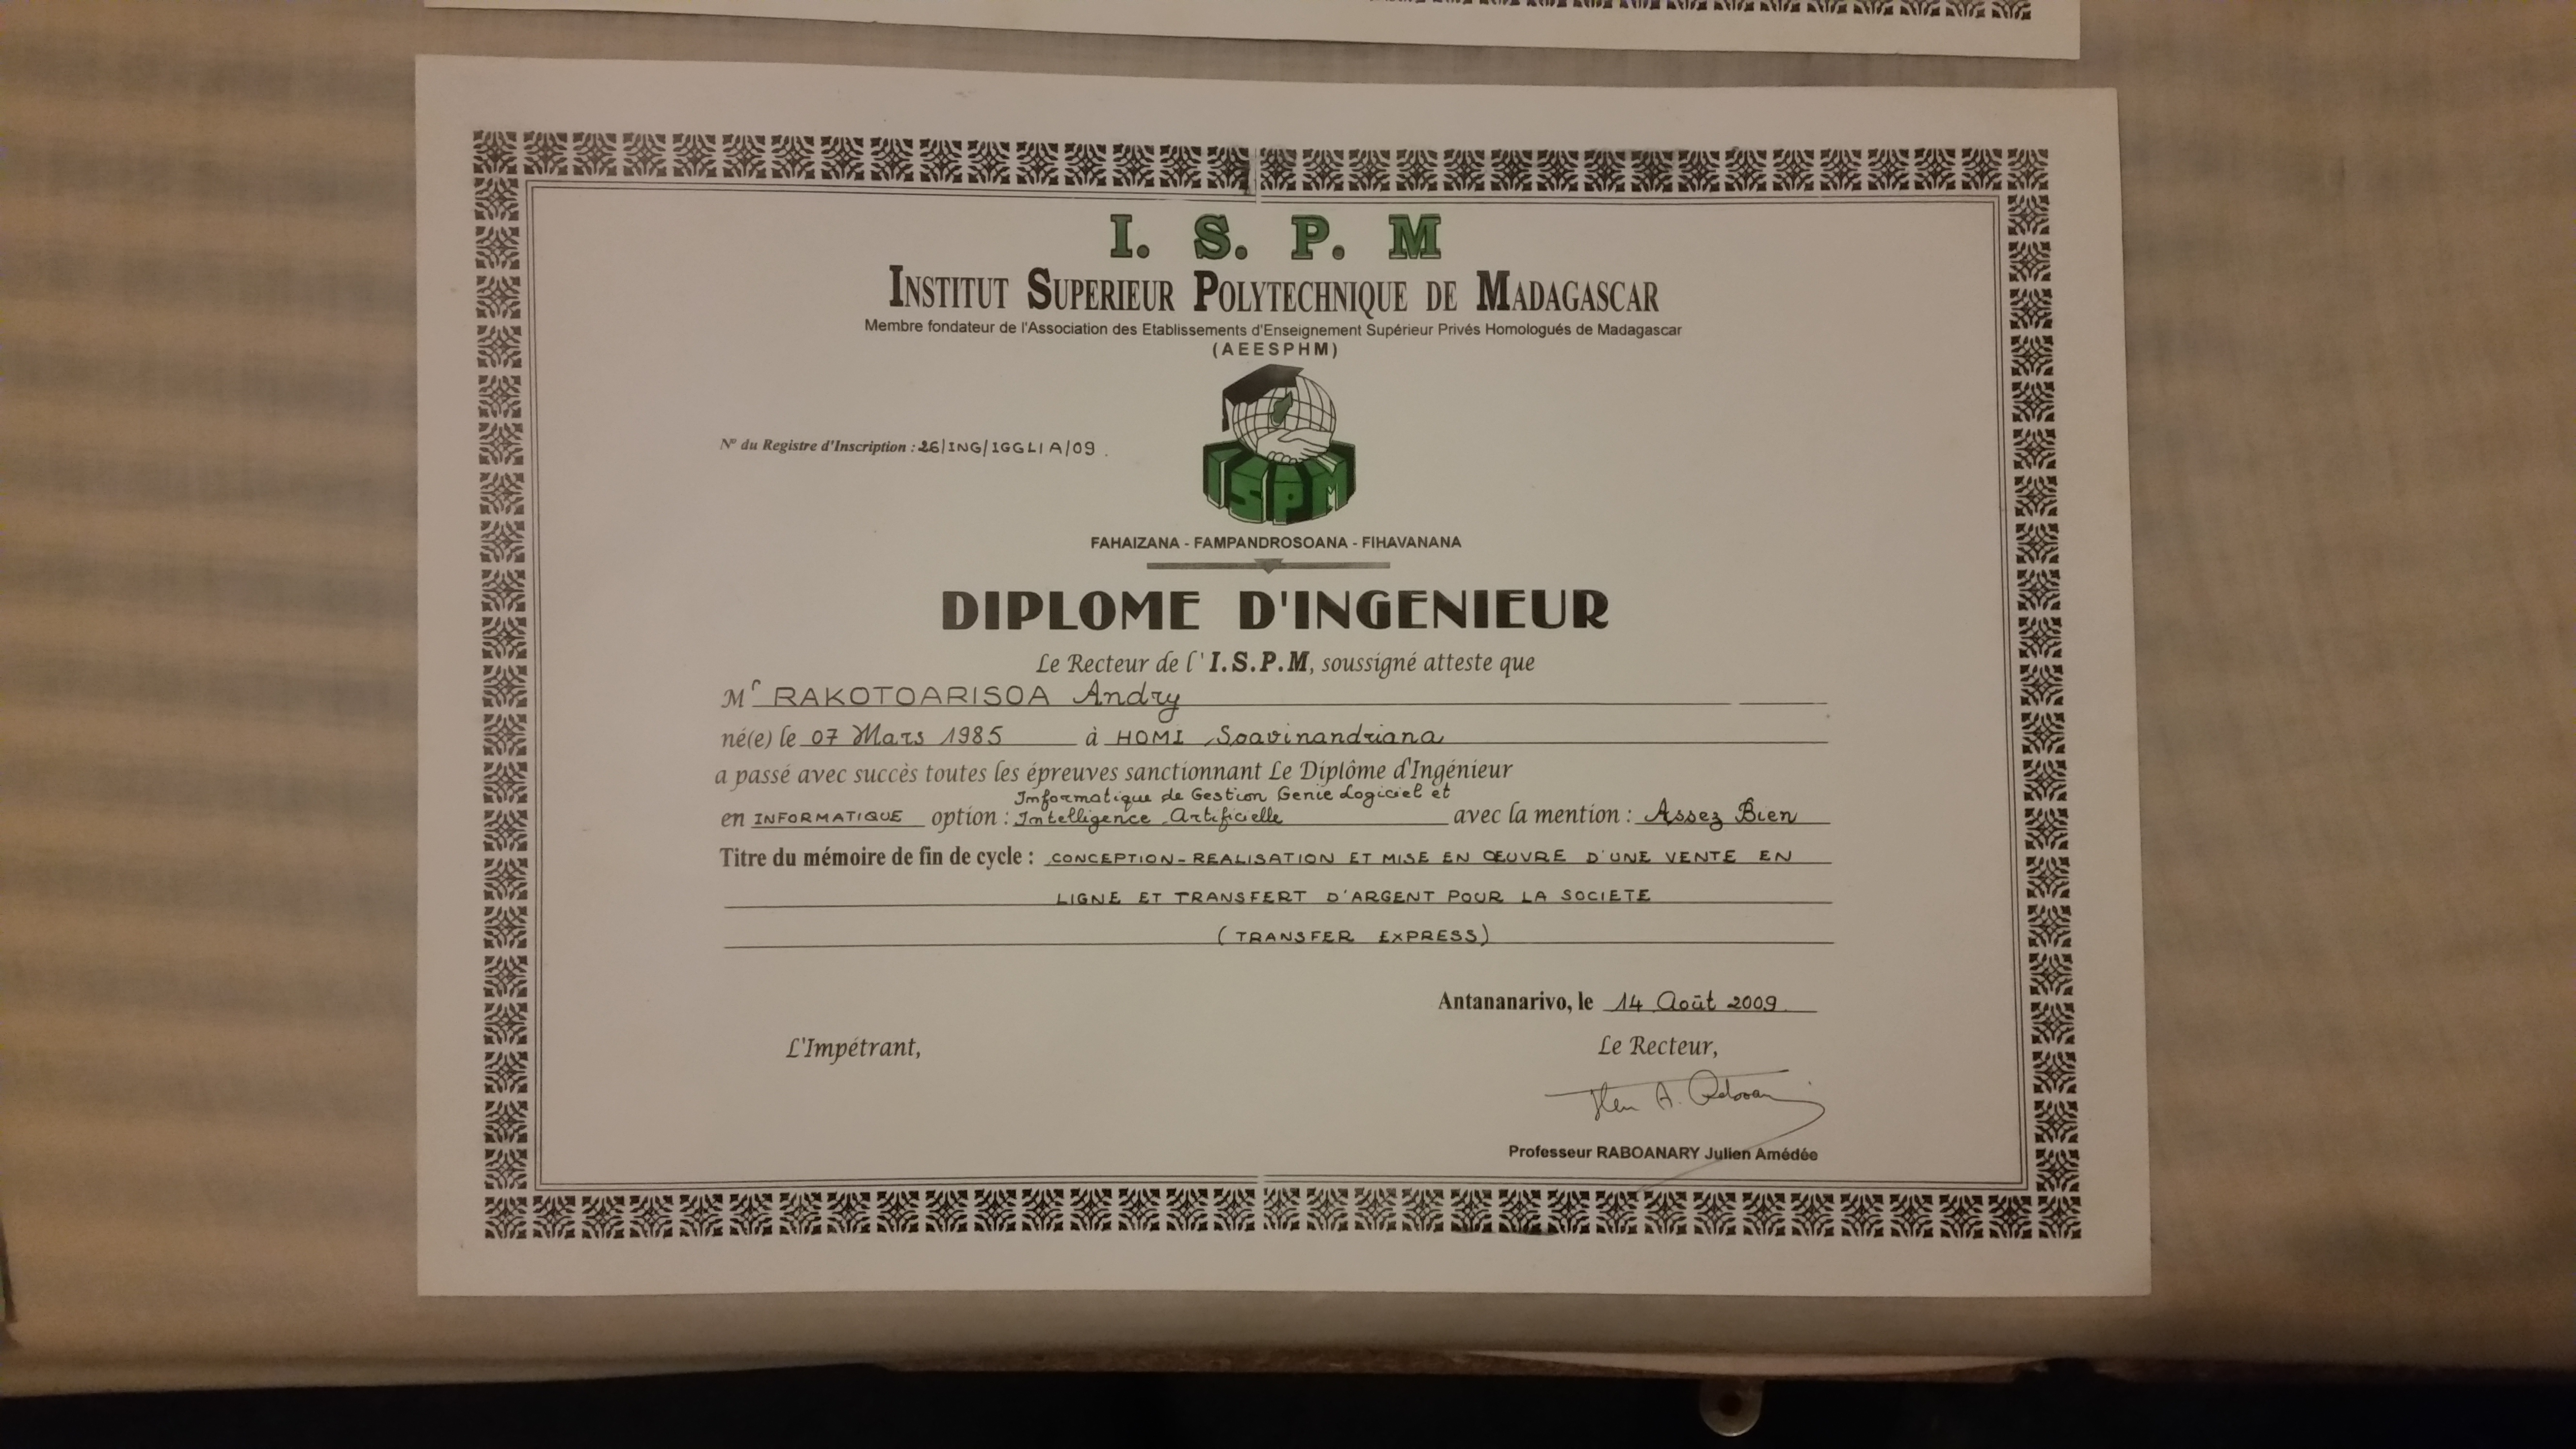 I. S. P. M
INSTITUT SUPERIEUR POLYTECHNIQUE DE MADAGASCAR
Membre fondateur de l'Association des Etablissements d'Enseignement Supérieur Privés Homologués de Madagascar
(AEESPHM)
N° du Registre d'Inscription : 26/ING/IGGLIA/09.
ISPM
FAHAIZANA - FAMPANDROSOANA - FIHAVANANA
DIPLOME D'INGENIEUR
Le Recteur de l'I.S.P.M, soussigné atteste que
Mr RAKOTOARISOA Andry
né(e) le 07 Mars 1985 à HOMI Soavinandriana
a passé avec succès toutes les épreuves sanctionnant Le Diplôme d'Ingénieur
Informatique de Gestion Genie Logiciel et
en INFORMATIQUE option : Intelligence Artificielle avec la mention : Assez Bien
Titre du mémoire de fin de cycle : CONCEPTION-REALISATION ET MISE EN ŒUVRE D'UNE VENTE EN
LIGNE ET TRANSFERT D'ARGENT POUR LA SOCIETE
(TRANSFER EXPRESS)
Antananarivo, le 14 Août 2009
L'Impétrant,
Le Recteur,
Professeur RABOANARY Julien Amédée